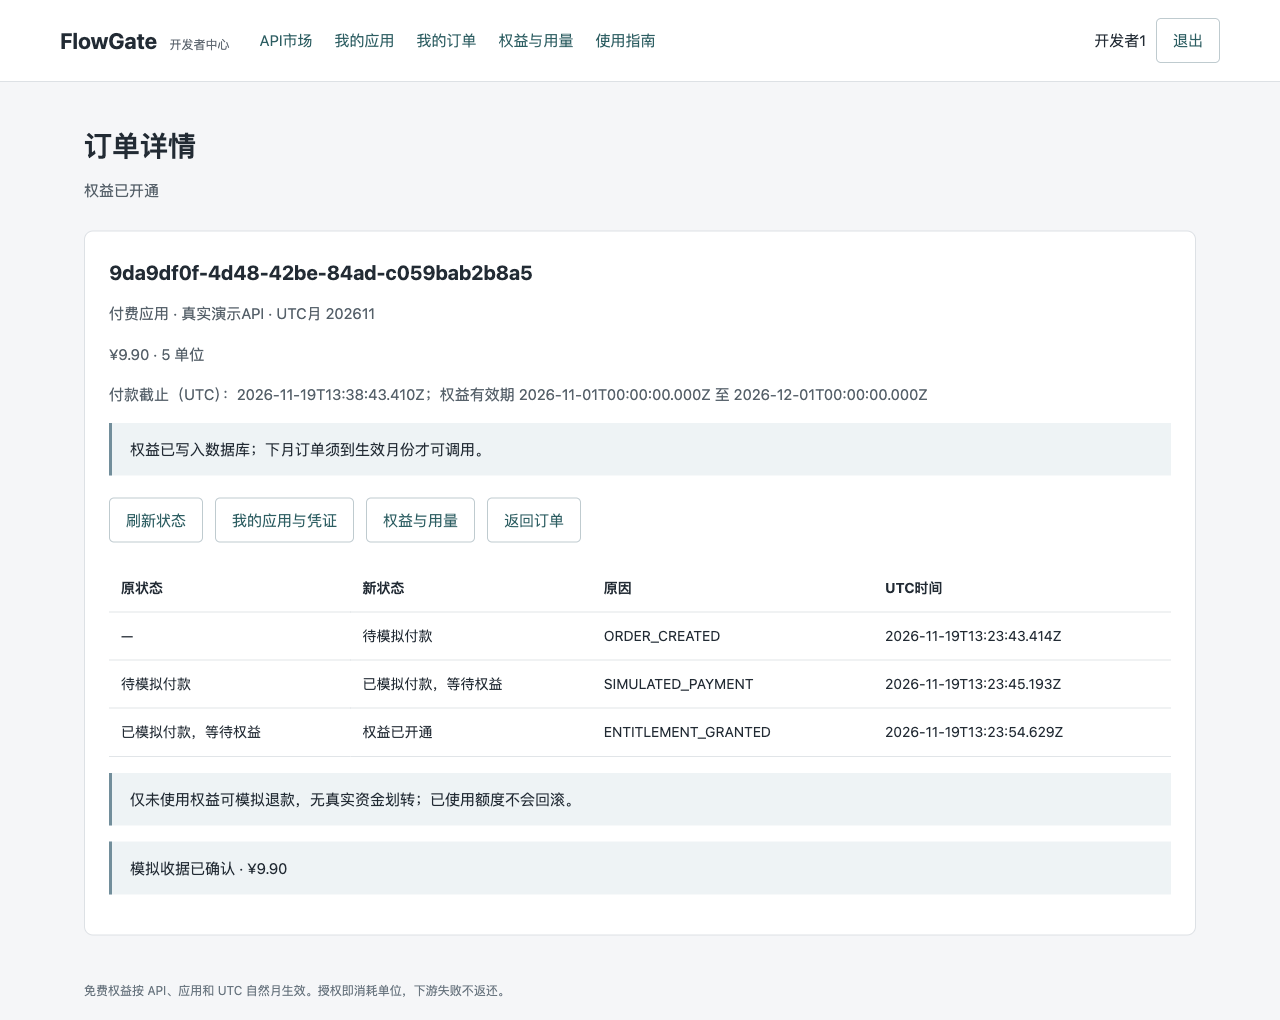 FlowGate 开发者中心 API市场 我的应用 我的订单 权益与用量 使用指南 开发者1 退出
订单详情
权益已开通
9da9df0f-4d48-42be-84ad-c059bab2b8a5
付费应用 · 真实演示API · UTC月 202611
¥9.90 · 5 单位
付款截止（UTC）：2026-11-19T13:38:43.410Z；权益有效期 2026-11-01T00:00:00.000Z 至 2026-12-01T00:00:00.000Z
权益已写入数据库；下月订单须到生效月份才可调用。
刷新状态 我的应用与凭证 权益与用量 返回订单
原状态 新状态 原因 UTC时间
— 待模拟付款 ORDER_CREATED 2026-11-19T13:23:43.414Z
待模拟付款 已模拟付款，等待权益 SIMULATED_PAYMENT 2026-11-19T13:23:45.193Z
已模拟付款，等待权益 权益已开通 ENTITLEMENT_GRANTED 2026-11-19T13:23:54.629Z
仅未使用权益可模拟退款，无真实资金划转；已使用额度不会回滚。
模拟收据已确认 · ¥9.90
免费权益按 API、应用和 UTC 自然月生效。授权即消耗单位，下游失败不返还。